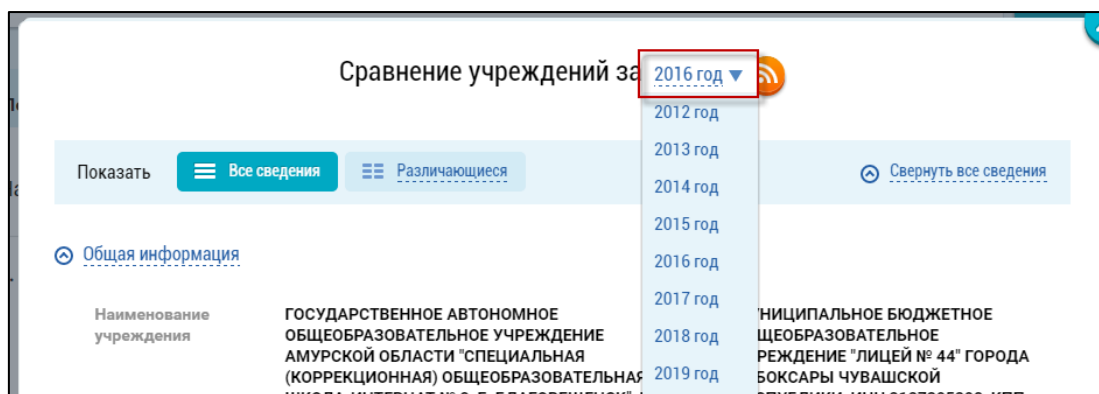 Сравнение учреждений за 2016 год
2012 год
2013 год
2014 год
2015 год
2016 год
2017 год
2018 год
2019 год
Показать Все сведения Различающиеся Свернуть все сведения
Общая информация
Наименование
учреждения
ГОСУДАРСТВЕННОЕ АВТОНОМНОЕ
ОБЩЕОБРАЗОВАТЕЛЬНОЕ УЧРЕЖДЕНИЕ
АМУРСКОЙ ОБЛАСТИ "СПЕЦИАЛЬНАЯ
(КОРРЕКЦИОННАЯ) ОБЩЕОБРАЗОВАТЕЛЬНАЯ
НИЦИПАЛЬНОЕ БЮДЖЕТНОЕ
ЩЕОБРАЗОВАТЕЛЬНОЕ
РЕЖДЕНИЕ "ЛИЦЕЙ № 44" ГОРОДА
БОКСАРЫ ЧУВАШСКОЙ